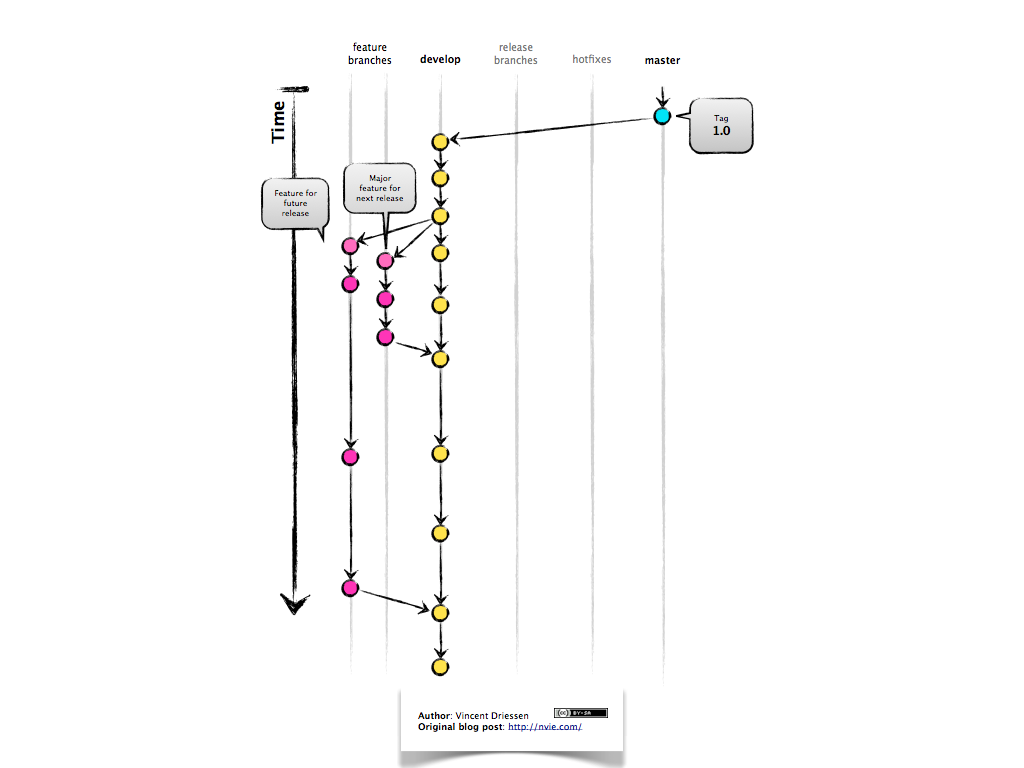 feature
branches
develop
release
branches
hotfixes
master
Time
Tag
1.0
Major
feature for
next release
Feature for
future
release
Author: Vincent Driessen
(cc) BY-SA
Original blog post: http://nvie.com/